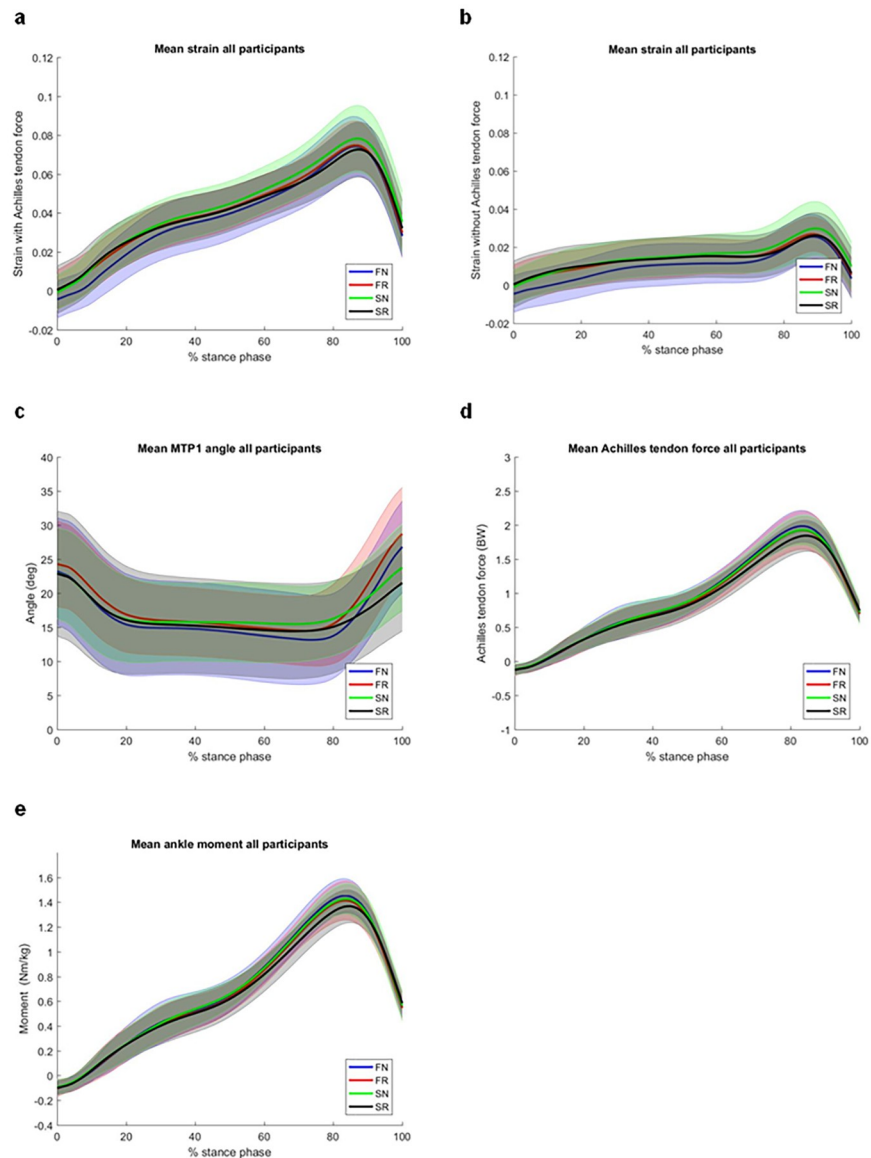 a
Mean strain all participants
Strain with Achilles tendon force
0.12
0.1
0.08
0.06
0.04
0.02
0
-0.02
0 20 40 60 80 100
% stance phase
FN
FR
SN
SR
b
Mean strain all participants
Strain without Achilles tendon force
0.12
0.1
0.08
0.06
0.04
0.02
0
-0.02
0 20 40 60 80 100
% stance phase
FN
FR
SN
SR
c
Mean MTP1 angle all participants
Angle (deg)
40
35
30
25
20
15
10
5
0
0 20 40 60 80 100
% stance phase
FN
FR
SN
SR
d
Mean Achilles tendon force all participants
Achilles tendon force (BW)
3
2.5
2
1.5
1
0.5
0
-0.5
-1
0 20 40 60 80 100
% stance phase
FN
FR
SN
SR
e
Mean ankle moment all participants
Moment (Nm/kg)
1.6
1.4
1.2
1
0.8
0.6
0.4
0.2
0
-0.2
-0.4
0 20 40 60 80 100
% stance phase
FN
FR
SN
SR